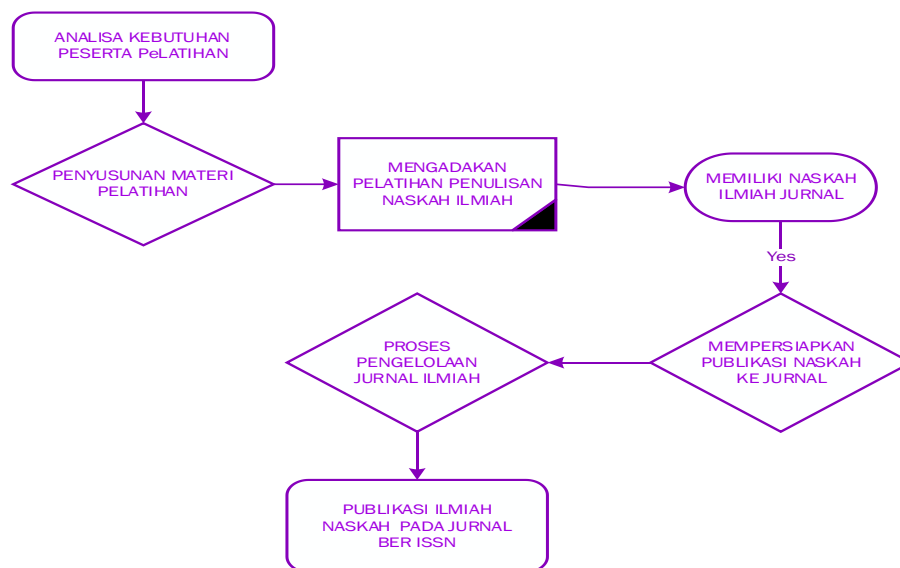 ANALISA KEBUTUHAN
PESERTA PeLATIHAN
PENYUSUNAN MATERI
PELATIHAN
MENGADAKAN
PELATIHAN PENULISAN
NASKAH ILMIAH
MEMILIKI NASKAH
ILMIAH JURNAL
Yes
MEMPERSIAPKAN
PUBLIKASI NASKAH
KE JURNAL
PROSES
PENGELOLAAN
JURNAL ILMIAH
PUBLIKASI ILMIAH
NASKAH PADA JURNAL
BER ISSN